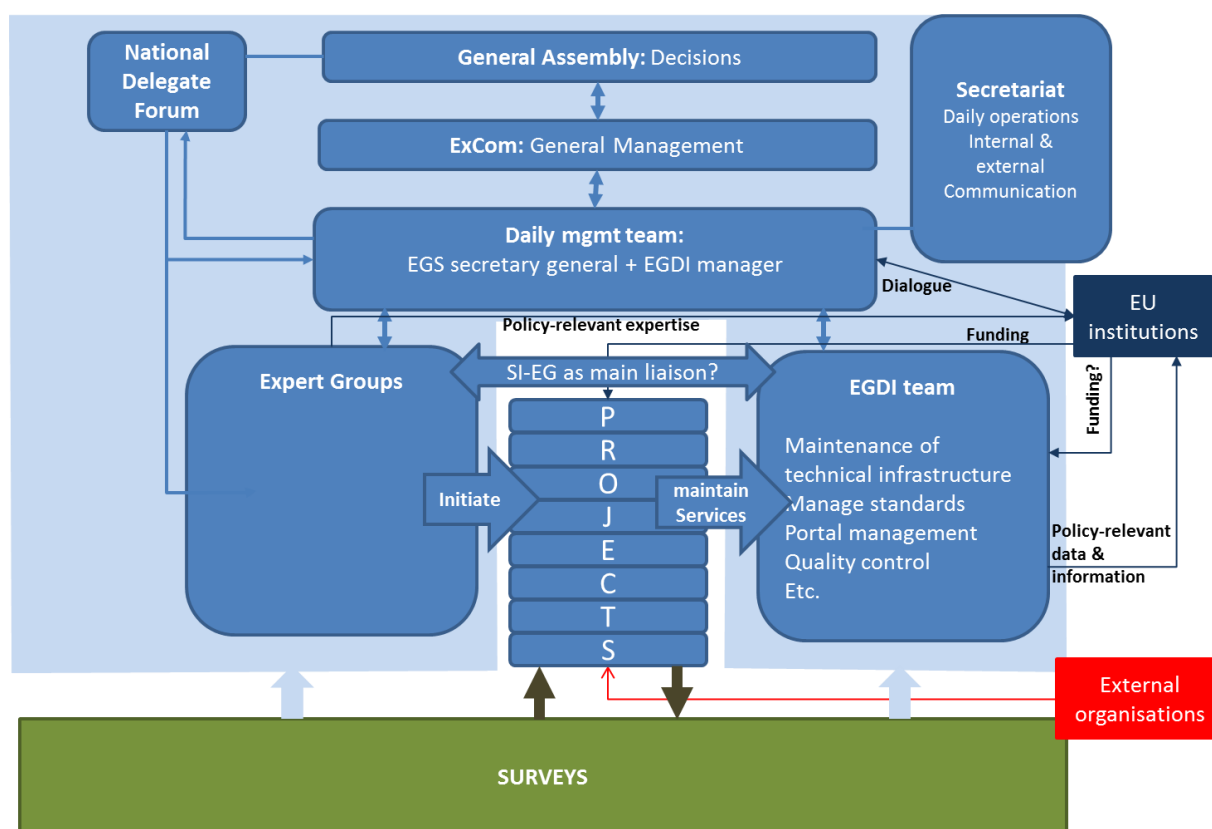 National
Delegate
Forum
General Assembly: Decisions
Secretariat
Daily operations
Internal &
external
Communication
ExCom: General Management
Daily mgmt team:
EGS secretary general + EGDI manager
Dialogue
EU
institutions
Policy-relevant expertise
Funding
Funding?
Expert Groups
SI-EG as main liaison?
EGDI team
Maintenance of
technical infrastructure
Manage standards
Portal management
Quality control
Etc.
P
R
O
J
E
C
T
S
Initiate
maintain
Services
Policy-relevant
data &
information
External
organisations
SURVEYS